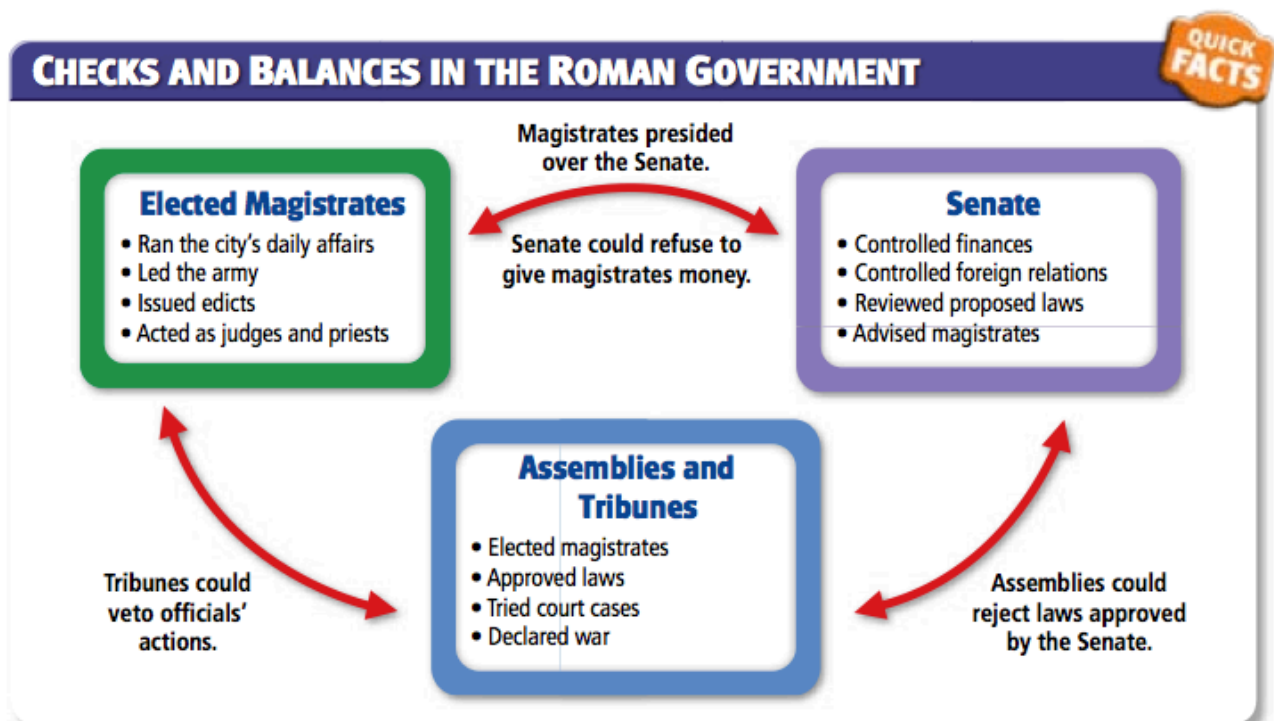 QUICK
FACTS
CHECKS AND BALANCES IN THE ROMAN GOVERNMENT
Magistrates presided
over the Senate.
Elected Magistrates
• Ran the city's daily affairs
• Led the army
• Issued edicts
• Acted as judges and priests
Senate could refuse to
give magistrates money.
Senate
• Controlled finances
• Controlled foreign relations
• Reviewed proposed laws
• Advised magistrates
Assemblies and
Tribunes
• Elected magistrates
• Approved laws
• Tried court cases
• Declared war
Tribunes could
veto officials'
actions.
Assemblies could
reject laws approved
by the Senate.